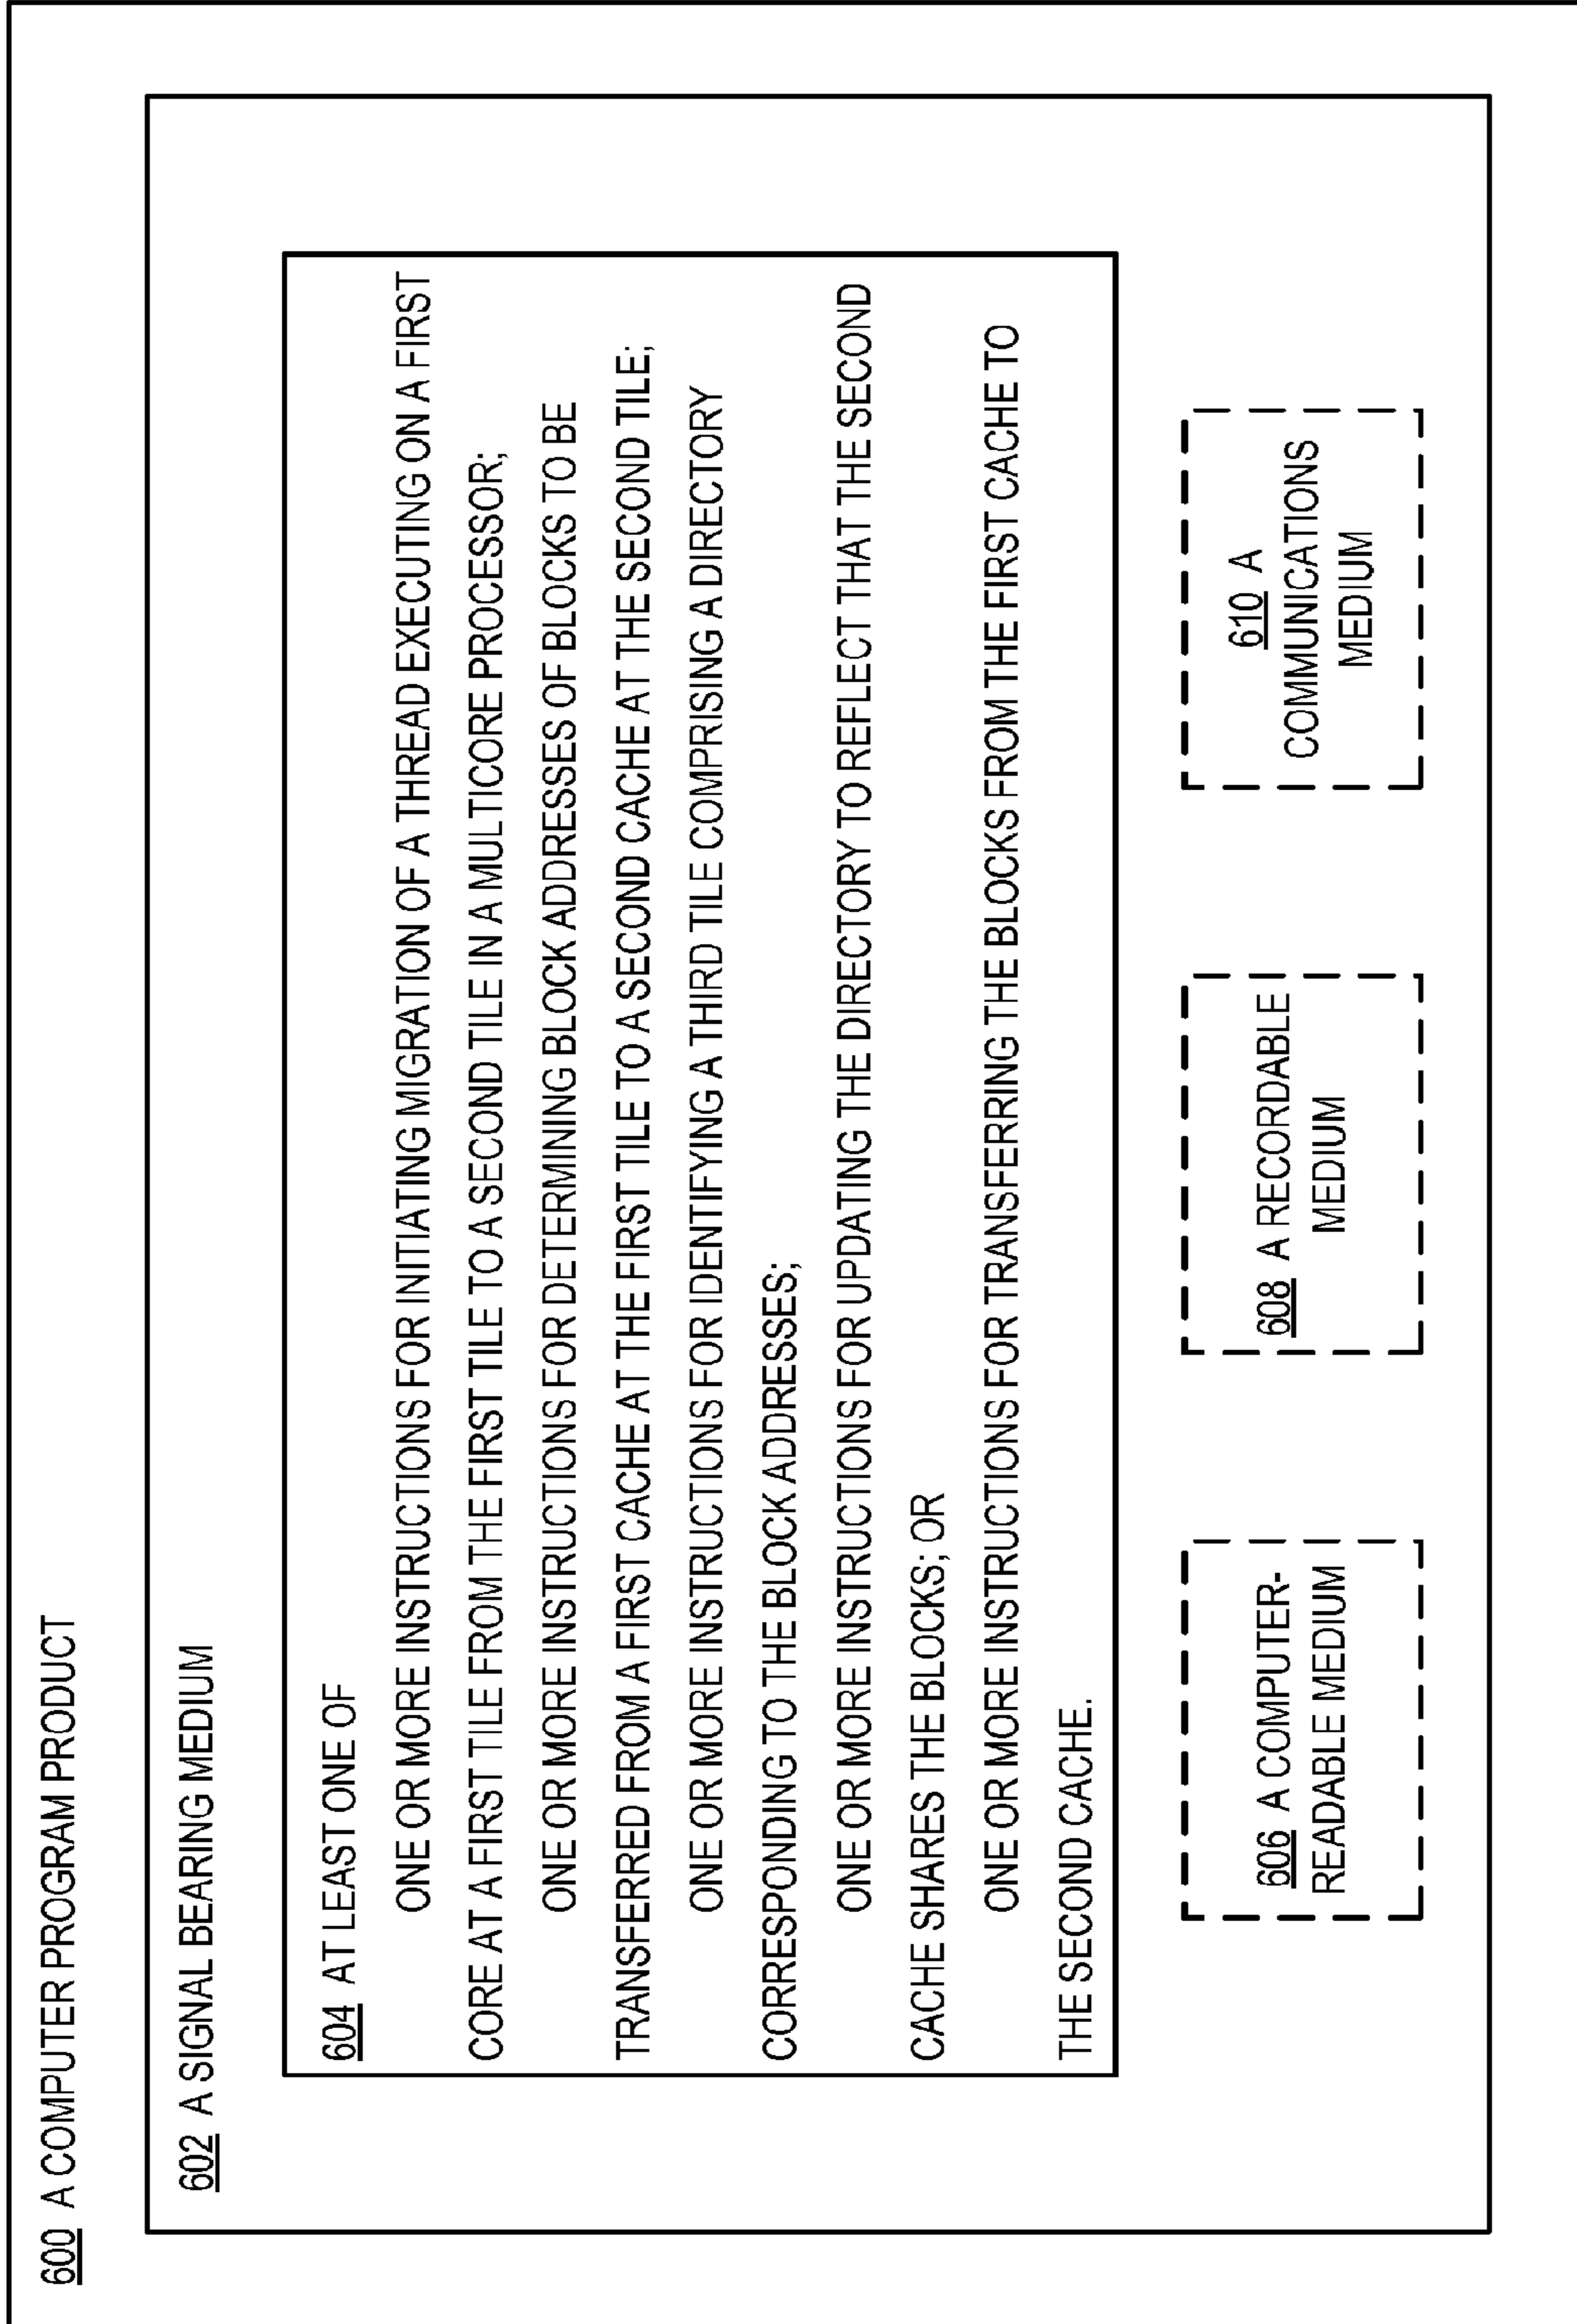 600 A COMPUTER PROGRAM PRODUCT
602 A SIGNAL BEARING MEDIUM
604 AT LEAST ONE OF
ONE OR MORE INSTRUCTIONS FOR INITIATING MIGRATION OF A THREAD EXECUTING ON A FIRST
CORE AT A FIRST TILE FROM THE FIRST TILE TO A SECOND TILE IN A MULTICORE PROCESSOR;
ONE OR MORE INSTRUCTIONS FOR DETERMINING BLOCK ADDRESSES OF BLOCKS TO BE
TRANSFERRED FROM A FIRST CACHE AT THE FIRST TILE TO A SECOND CACHE AT THE SECOND TILE;
ONE OR MORE INSTRUCTIONS FOR IDENTIFYING A THIRD TILE COMPRISING A DIRECTORY
CORRESPONDING TO THE BLOCK ADDRESSES;
ONE OR MORE INSTRUCTIONS FOR UPDATING THE DIRECTORY TO REFLECT THAT THE SECOND
CACHE SHARES THE BLOCKS; OR
ONE OR MORE INSTRUCTIONS FOR TRANSFERRING THE BLOCKS FROM THE FIRST CACHE TO
THE SECOND CACHE.
606 A COMPUTER-
READABLE MEDIUM
608 A RECORDABLE
MEDIUM
610 A
COMMUNICATIONS
MEDIUM